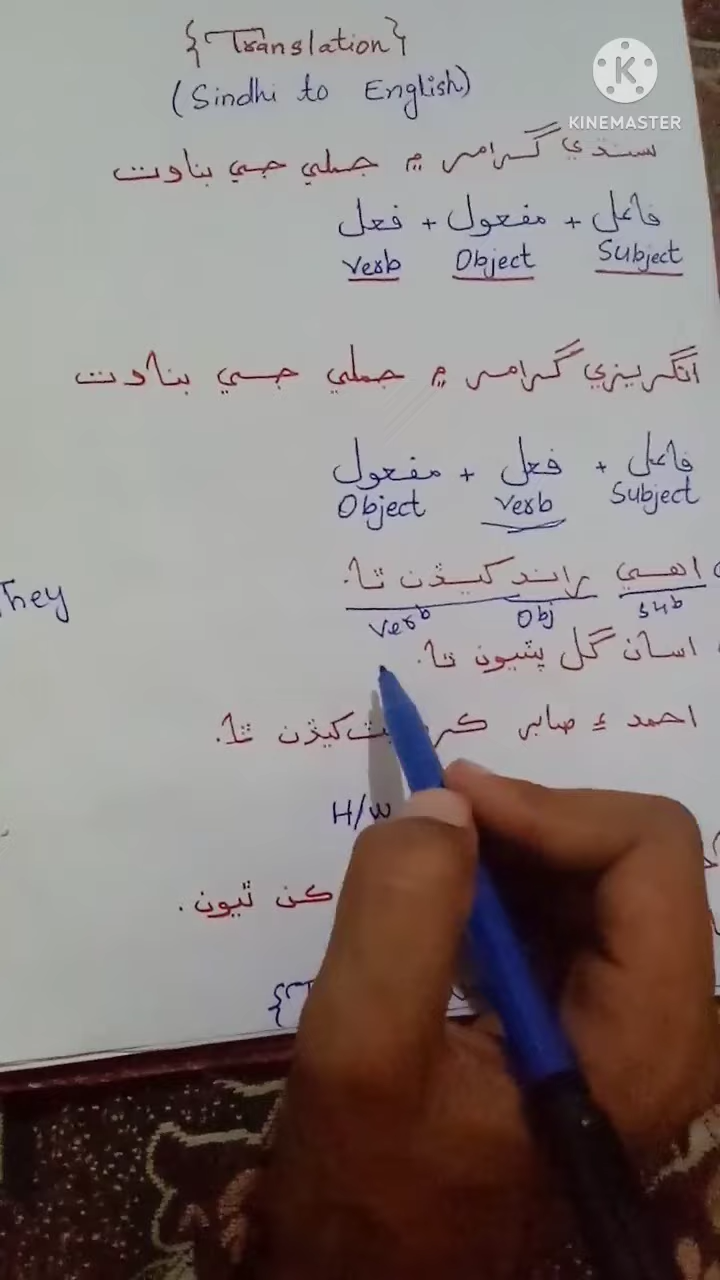 {Translation}
(Sindhi to English)
KINEMASTER
سنڌي گرامر ۾ جملي جي بناوت
فاعل + مفعول + فعل
Subject Object Verb
انگريزي گرامر ۾ جملي جي بناوت
فاعل + فعل + مفعول
Subject Verb Object
اهي راند کيڏن ٿا.
Sub Obj Verb
They
اسان گل پٽيون ٿا.
احمد ۽ صابر کيڏن ٿا.
H/W
ڪن ٿيون.